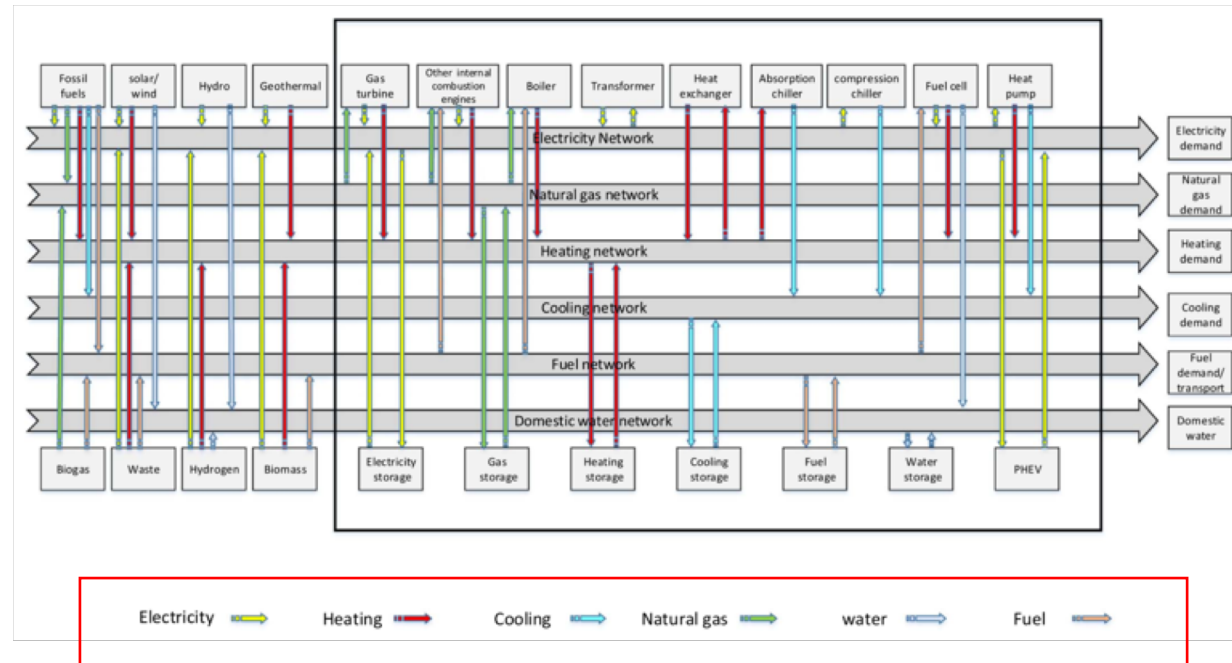 Fossil
fuels
solar/
wind
Hydro
Geothermal
Gas
turbine
Other internal
combustion
engines
Boiler
Transformer
Heat
exchanger
Absorption
chiller
compression
chiller
Fuel cell
Heat
pump
Electricity Network
Electricity
demand
Natural gas network
Natural
gas
demand
Heating network
Heating
demand
Cooling network
Cooling
demand
Fuel network
Fuel
demand/
transport
Domestic water network
Domestic
water
Biogas
Waste
Hydrogen
Biomass
Electricity
storage
Gas
storage
Heating
storage
Cooling
storage
Fuel
storage
Water
storage
PHEV
Electricity
Heating
Cooling
Natural gas
water
Fuel